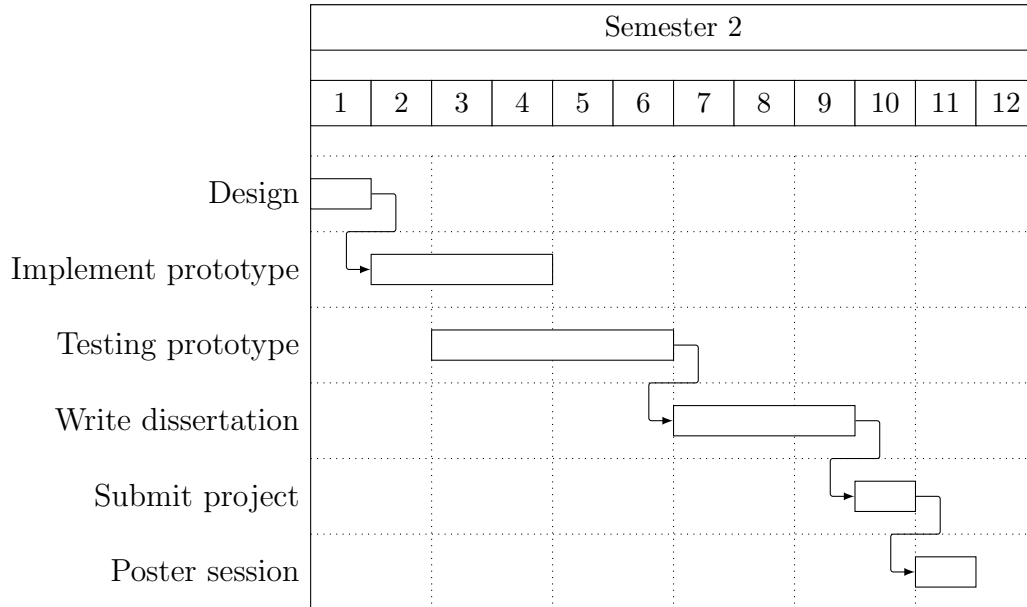 Semester 2
1 2 3 4 5 6 7 8 9 10 11 12
Design
Implement prototype
Testing prototype
Write dissertation
Submit project
Poster session